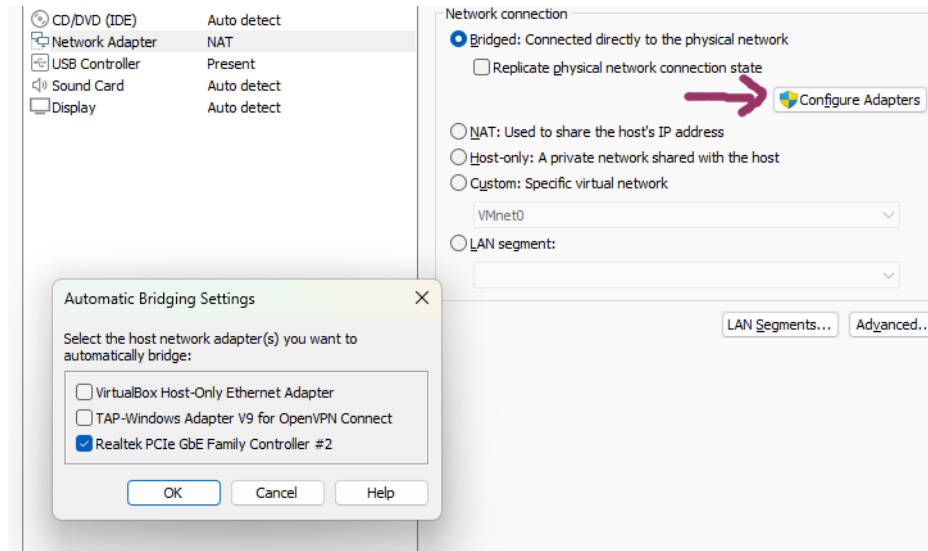 CD/DVD (IDE) Auto detect
Network Adapter NAT
USB Controller Present
Sound Card Auto detect
Display Auto detect
Network connection
Bridged: Connected directly to the physical network
Replicate physical network connection state
Configure Adapters
NAT: Used to share the host's IP address
Host-only: A private network shared with the host
Custom: Specific virtual network
VMnet0
LAN segment:
LAN Segments... Advanced..
Automatic Bridging Settings
Select the host network adapter(s) you want to
automatically bridge:
VirtualBox Host-Only Ethernet Adapter
TAP-Windows Adapter V9 for OpenVPN Connect
Realtek PCIe GbE Family Controller #2
OK Cancel Help